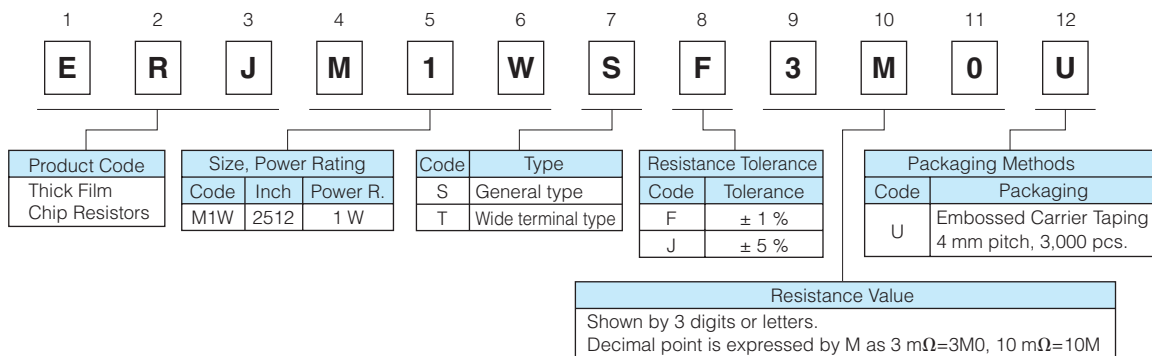 1 2 3 4 5 6 7 8 9 10 11 12
E R J M 1 W S F 3 M 0 U
Product Code
Thick Film
Chip Resistors
Size, Power Rating
Code Inch Power R.
M1W 2512 1 W
Code Type
S General type
T Wide terminal type
Resistance Tolerance
Code Tolerance
F ± 1 %
J ± 5 %
Packaging Methods
Code Packaging
U Embossed Carrier Taping
4 mm pitch, 3,000 pcs.
Resistance Value
Shown by 3 digits or letters.
Decimal point is expressed by M as 3 mΩ=3M0, 10 mΩ=10M